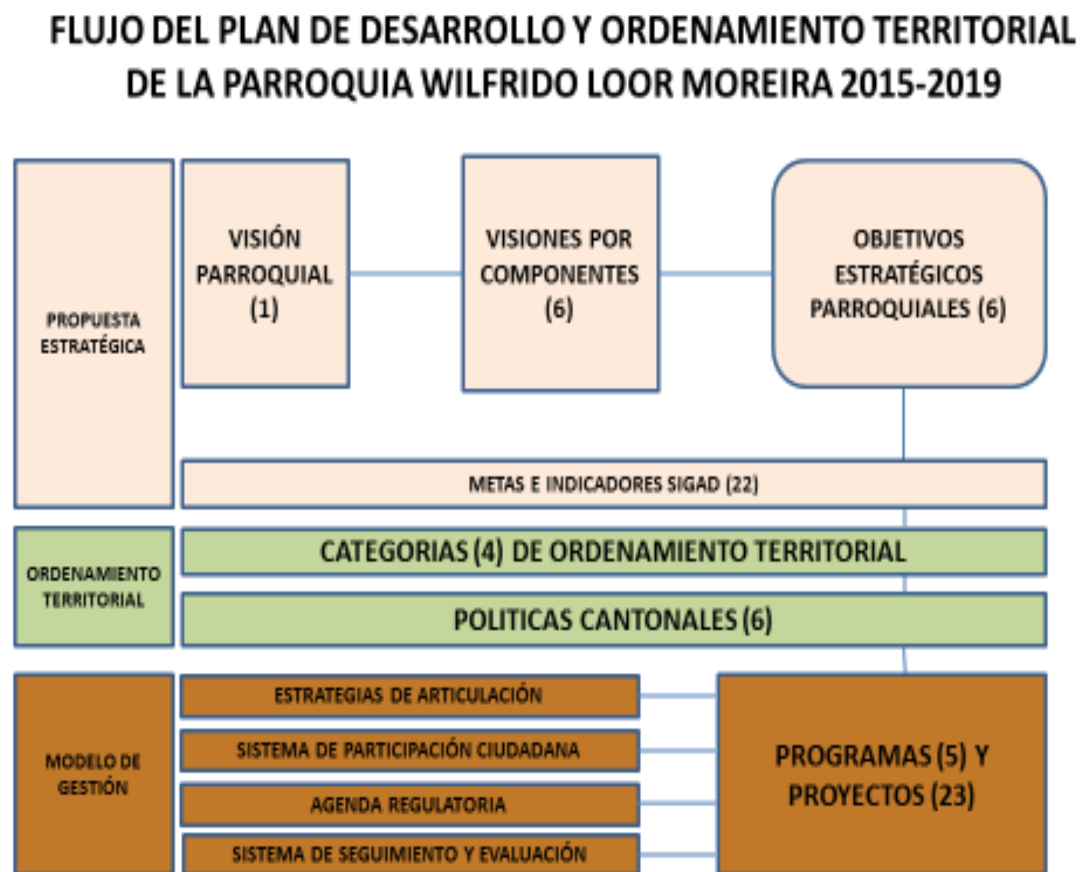 FLUJO DEL PLAN DE DESARROLLO Y ORDENAMIENTO TERRITORIAL
DE LA PARROQUIA WILFRIDO LOOR MOREIRA 2015-2019
PROPUESTA
ESTRATÉGICA
VISIÓN
PARROQUIAL
(1)
VISIONES POR
COMPONENTES
(6)
OBJETIVOS
ESTRATÉGICOS
PARROQUIALES (6)
METAS E INDICADORES SIGAD (22)
ORDENAMIENTO
TERRITORIAL
CATEGORIAS (4) DE ORDENAMIENTO TERRITORIAL
POLITICAS CANTONALES (6)
MODELO DE
GESTIÓN
ESTRATEGIAS DE ARTICULACIÓN
SISTEMA DE PARTICIPACIÓN CIUDADANA
AGENDA REGULATORIA
SISTEMA DE SEGUIMIENTO Y EVALUACIÓN
PROGRAMAS (5) Y
PROYECTOS (23)